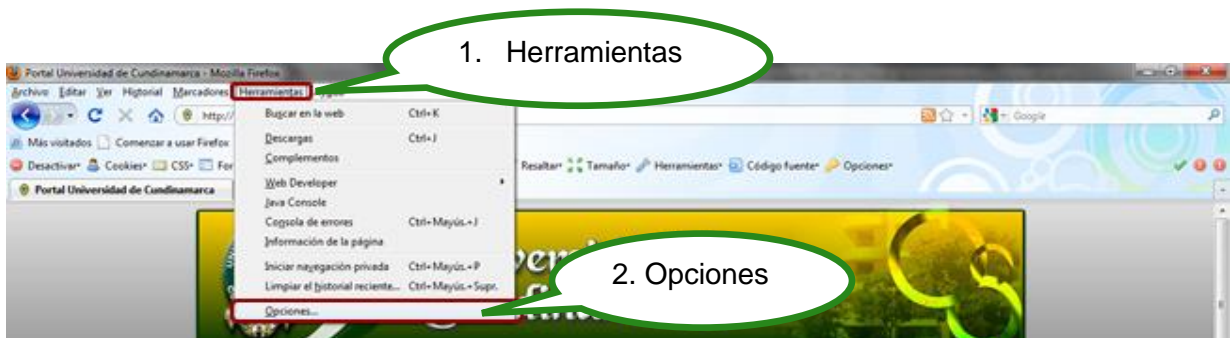 1. Herramientas
Portal Universidad de Cundinamarca - Mozilla Firefox
Archivo Editar Ver Historial Marcadores Herramientas
http://
Google
Más visitados Comenzar a usar Firefox
Desactivar Cookies CSS For
Resaltar Tamaño Herramientas Código fuente Opciones
Portal Universidad de Cundinamarca
Buscar en la web Ctrl+K
Descargas Ctrl+J
Complementos
Web Developer
Java Console
Consola de errores Ctrl+Mayús.+J
Información de la página
Iniciar navegación privada Ctrl+Mayús.+P
Limpiar el historial reciente... Ctrl+Mayús.+Supr.
Opciones...
2. Opciones